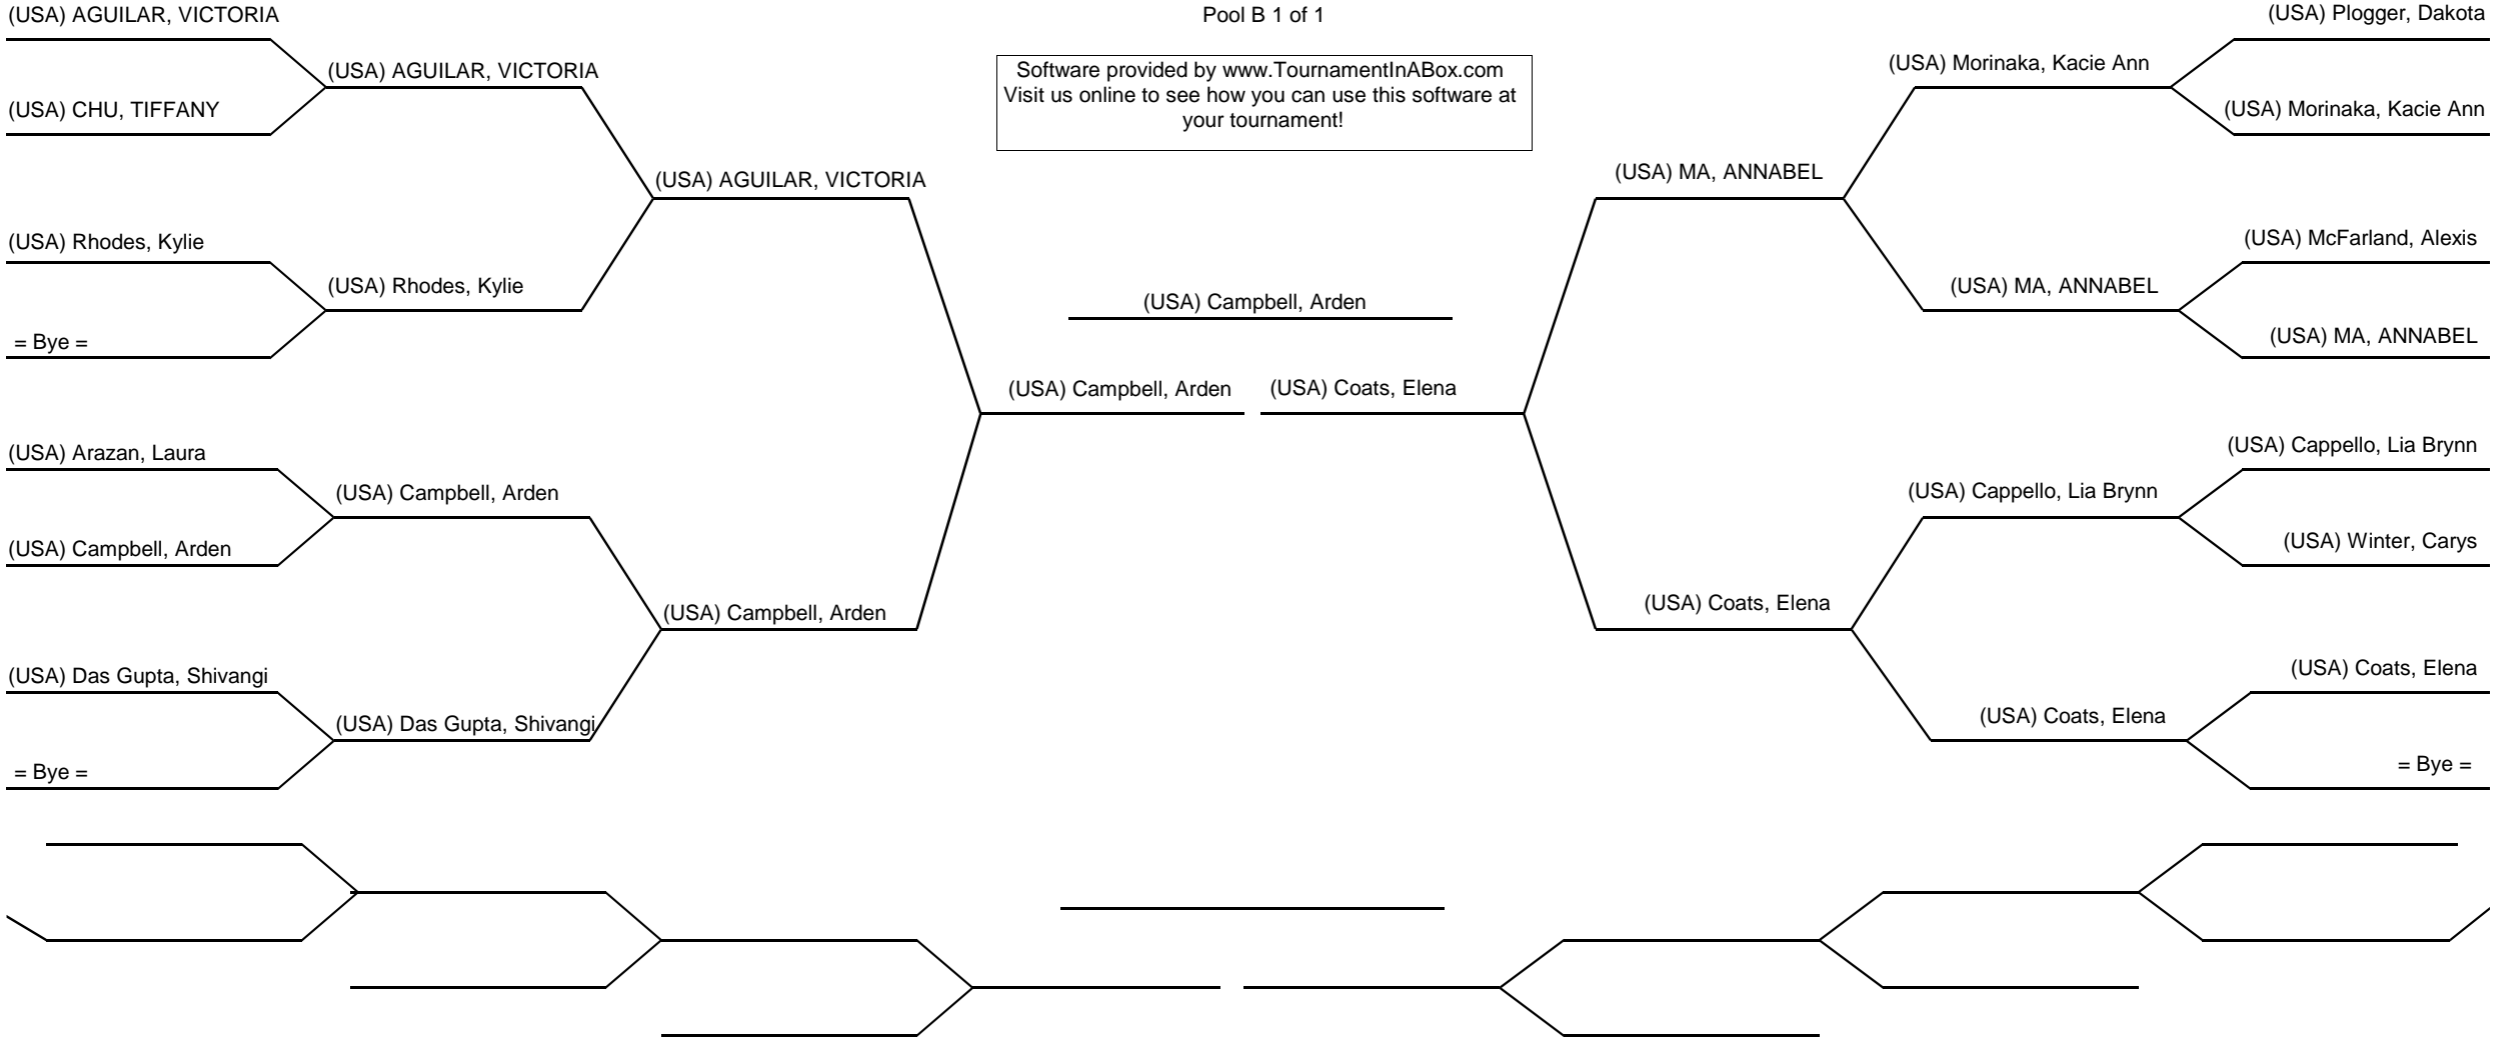 (USA) AGUILAR, VICTORIA
Pool B 1 of 1
(USA) Plogger, Dakota
(USA) AGUILAR, VICTORIA
Software provided by www.TournamentInABox.com
Visit us online to see how you can use this software at
your tournament!
(USA) Morinaka, Kacie Ann
(USA) CHU, TIFFANY
(USA) Morinaka, Kacie Ann
(USA) AGUILAR, VICTORIA
(USA) MA, ANNABEL
(USA) Rhodes, Kylie
(USA) McFarland, Alexis
(USA) Rhodes, Kylie
(USA) Campbell, Arden
(USA) MA, ANNABEL
= Bye =
(USA) MA, ANNABEL
(USA) Campbell, Arden
(USA) Coats, Elena
(USA) Arazan, Laura
(USA) Cappello, Lia Brynn
(USA) Campbell, Arden
(USA) Cappello, Lia Brynn
(USA) Campbell, Arden
(USA) Winter, Carys
(USA) Campbell, Arden
(USA) Coats, Elena
(USA) Das Gupta, Shivangi
(USA) Coats, Elena
(USA) Das Gupta, Shivangi
(USA) Coats, Elena
= Bye =
= Bye =